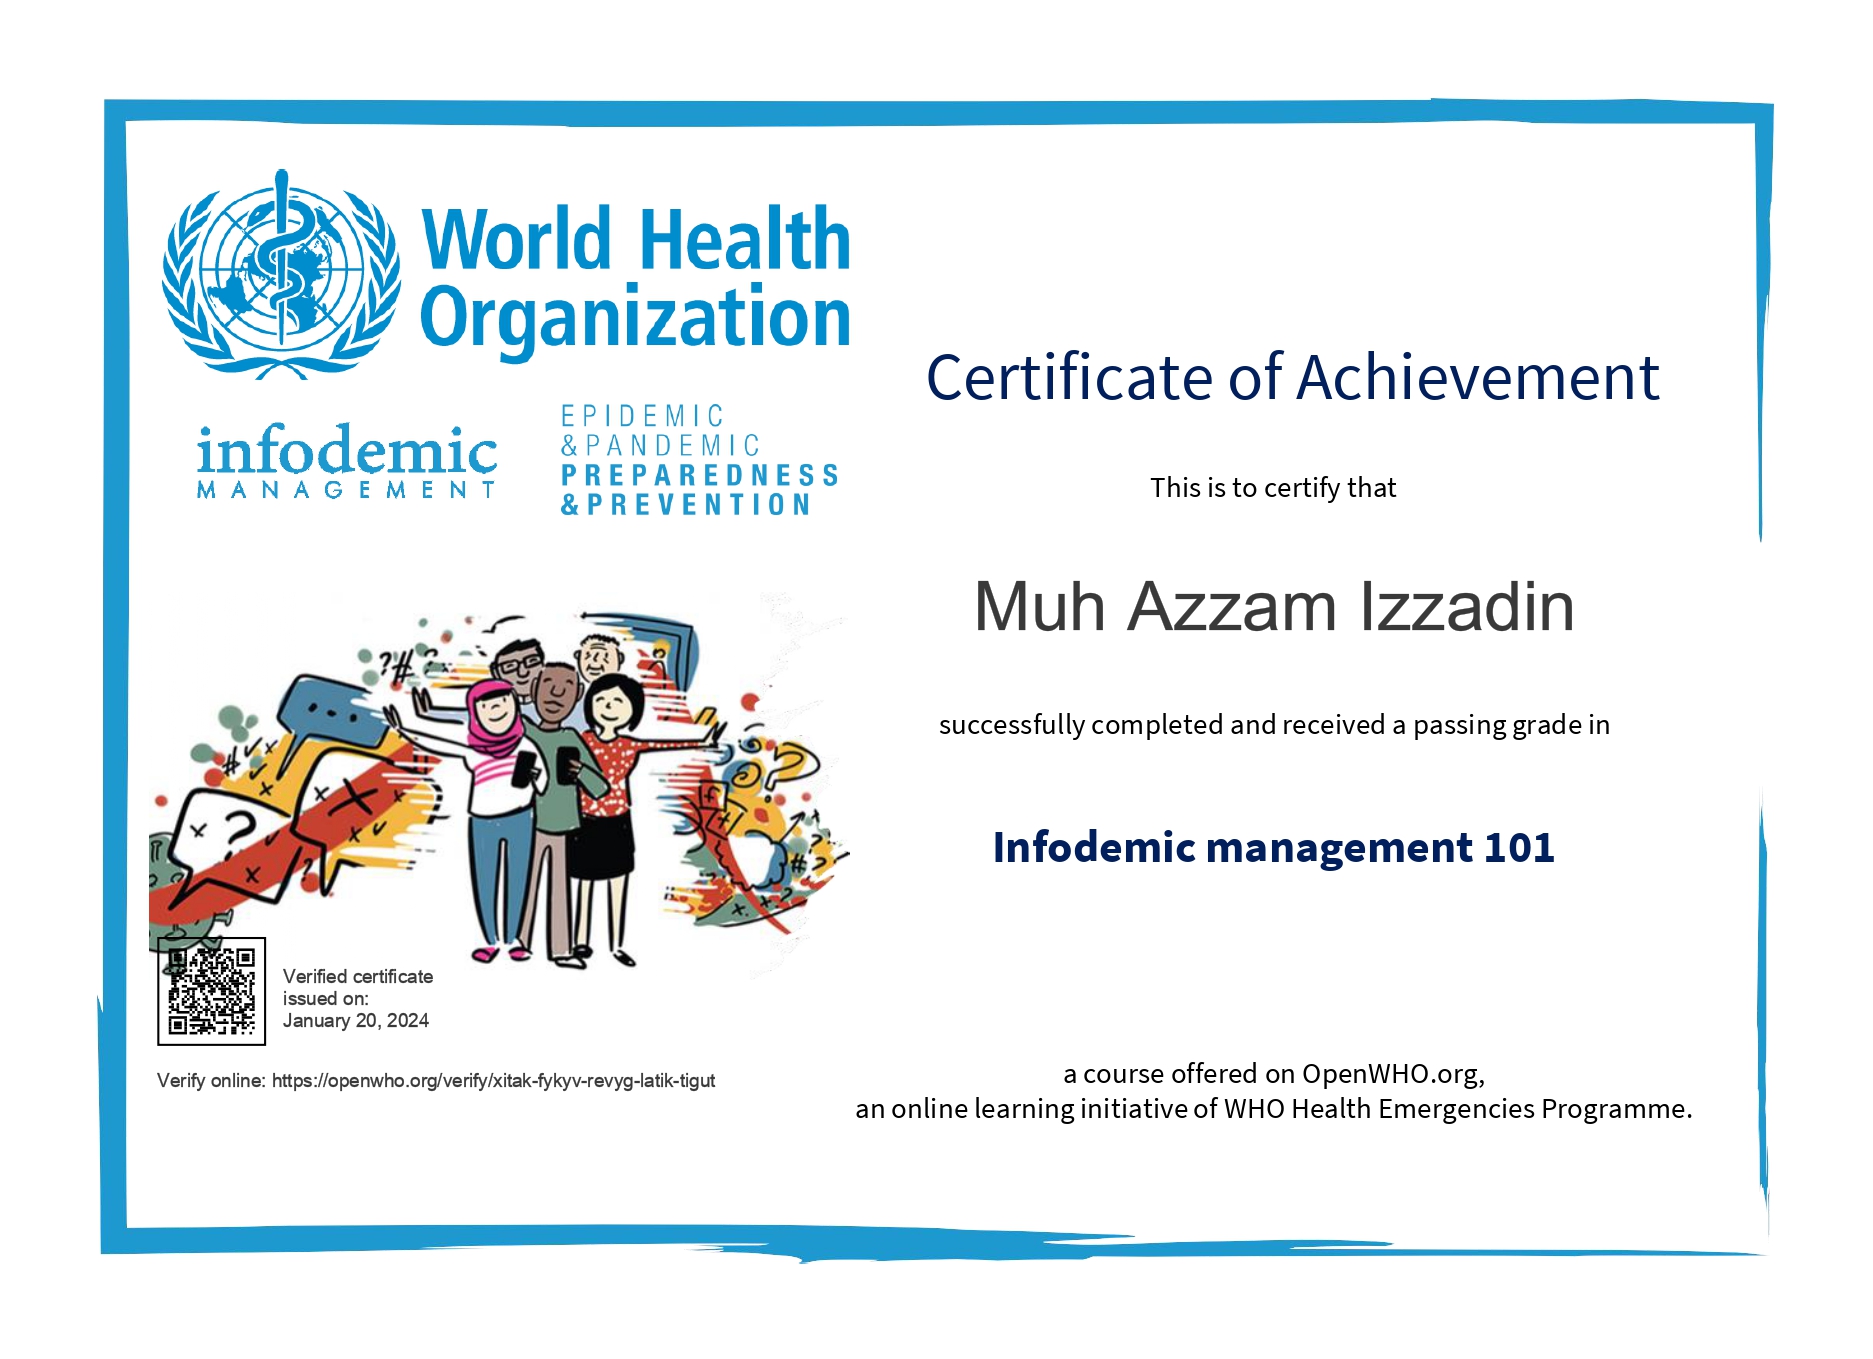 World Health
Organization
infodemic
MANAGEMENT
EPIDEMIC
&PANDEMIC
PREPAREDNESS
&PREVENTION
Certificate of Achievement
This is to certify that
Muh Azzam Izzadin
successfully completed and received a passing grade in
Infodemic management 101
Verified certificate
issued on:
January 20, 2024
Verify online: https://openwho.org/verify/xitak-fykyv-revyg-latik-tigut
a course offered on OpenWHO.org,
an online learning initiative of WHO Health Emergencies Programme.